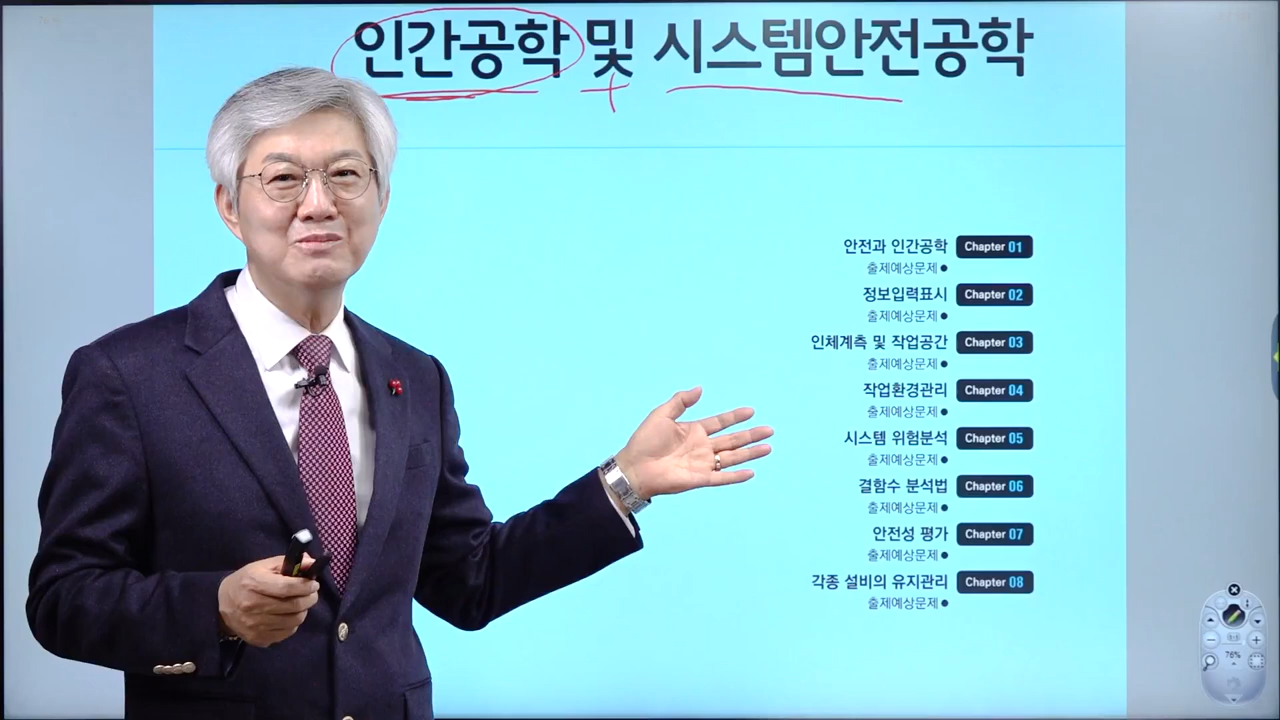 인간공학 및 시스템안전공학
안전과 인간공학 Chapter 01
출제예상문제
정보입력표시 Chapter 02
출제예상문제
인체계측 및 작업공간 Chapter 03
출제예상문제
작업환경관리 Chapter 04
출제예상문제
시스템 위험분석 Chapter 05
출제예상문제
결함수 분석법 Chapter 06
출제예상문제
안전성 평가 Chapter 07
출제예상문제
각종 설비의 유지관리 Chapter 08
출제예상문제
76%